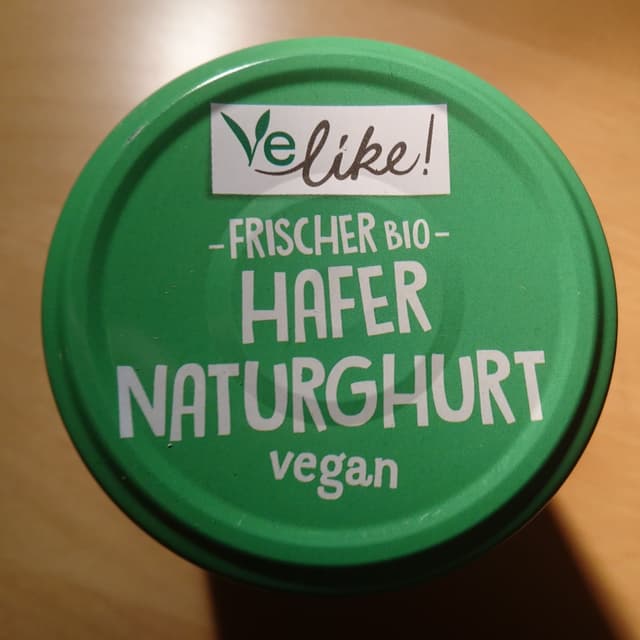 Velike!
-FRISCHER BIO-
HAFER
NATURGHURT
vegan